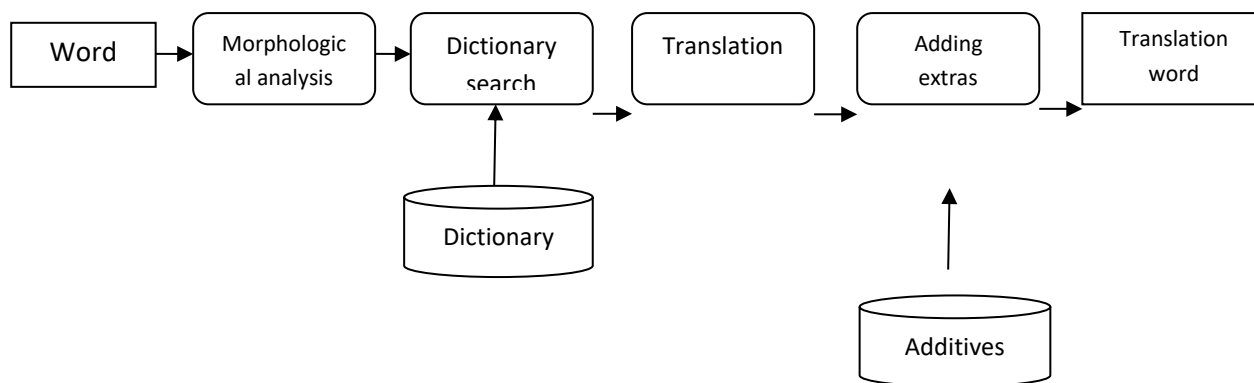 Word
Morphologic
al analysis
Dictionary
search
Translation
Adding
extras
Translation
word
Dictionary
Additives